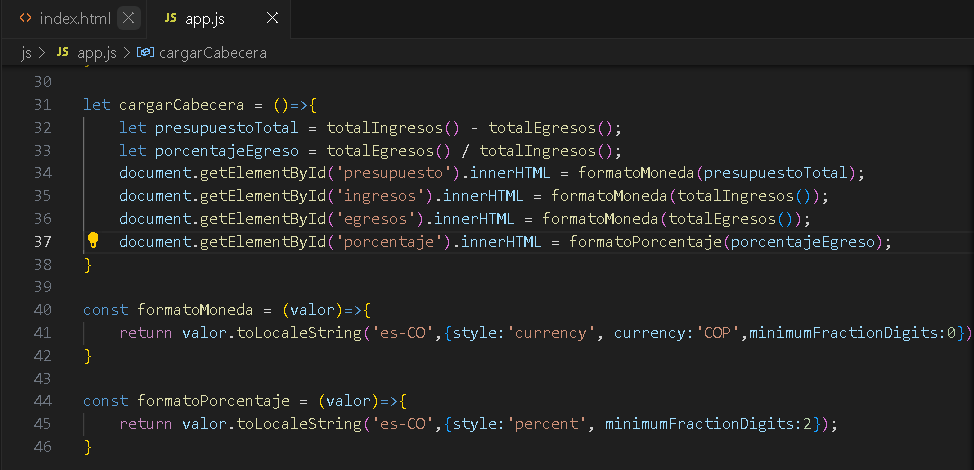 <> index.html ×
JS app.js ×
js > JS app.js > cargarCabecera
30
31 let cargarCabecera = ()=>{
32 let presupuestoTotal = totalIngresos() - totalEgresos();
33 let porcentajeEgreso = totalEgresos() / totalIngresos();
34 document.getElementById('presupuesto').innerHTML = formatoMoneda(presupuestoTotal);
35 document.getElementById('ingresos').innerHTML = formatoMoneda(totalIngresos());
36 document.getElementById('egresos').innerHTML = formatoMoneda(totalEgresos());
37 document.getElementById('porcentaje').innerHTML = formatoPorcentaje(porcentajeEgreso);
38 }
39
40 const formatoMoneda = (valor)=>{
41 return valor.toLocaleString('es-CO',{style:'currency', currency:'COP',minimumFractionDigits:0})
42 }
43
44 const formatoPorcentaje = (valor)=>{
45 return valor.toLocaleString('es-CO',{style:'percent', minimumFractionDigits:2});
46 }